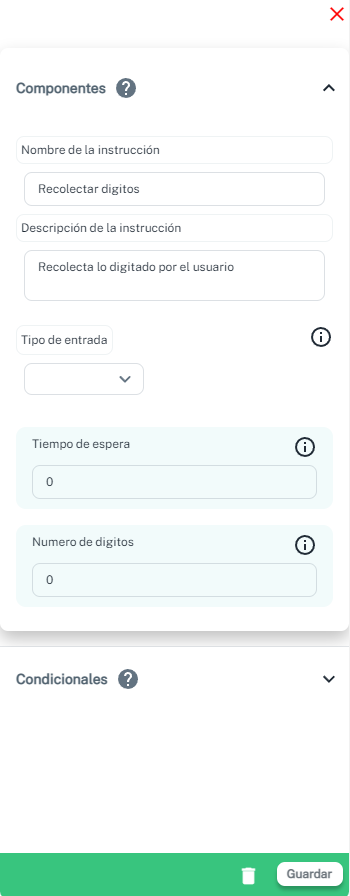 Componentes
Nombre de la instrucción
Recolectar digitos
Descripción de la instrucción
Recolecta lo digitado por el usuario
Tipo de entrada
Tiempo de espera
0
Numero de digitos
0
Condicionales
Guardar